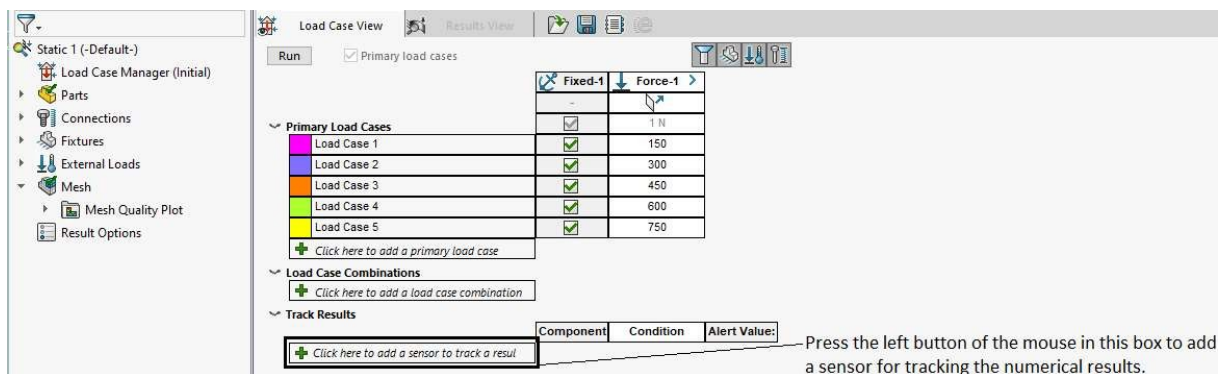 Load Case View
Results View
Static 1 (-Default-)
Load Case Manager (Initial)
Parts
Connections
Fixtures
External Loads
Mesh
Mesh Quality Plot
Result Options
Run
Primary load cases
Fixed-1 Force-1 >
-
Primary Load Cases 1 N
Load Case 1 150
Load Case 2 300
Load Case 3 450
Load Case 4 600
Load Case 5 750
Click here to add a primary load case
Load Case Combinations
Click here to add a load case combination
Track Results
Component Condition Alert Value:
Click here to add a sensor to track a resul
Press the left button of the mouse in this box to add
a sensor for tracking the numerical results.